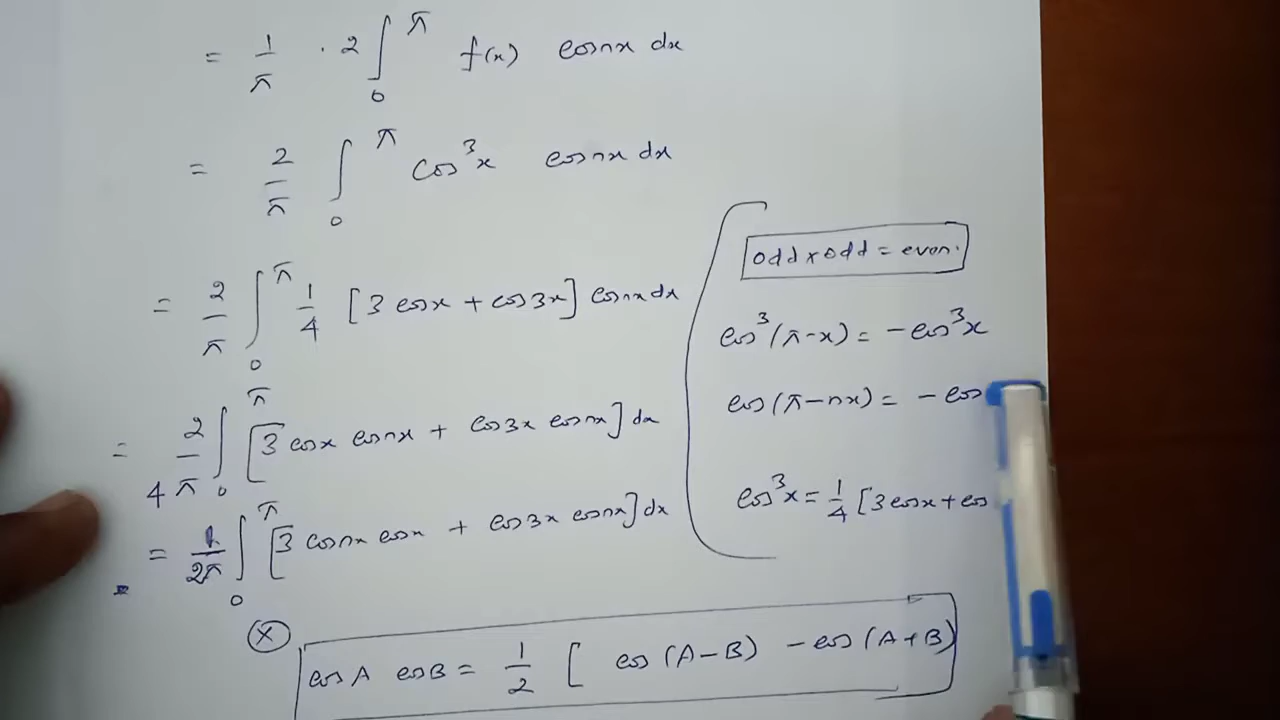 = 1/π · 2 ∫₀^π f(x) cosnx dx
= 2/π ∫₀^π cos³x cosnx dx
= 2/π ∫₀^π 1/4 [3 cosx + cos3x] cosnx dx
= 2/4π ∫₀^π [3 cosx cosnx + cos3x cosnx] dx
= 1/2π ∫₀^π [3 cosnx cosx + cos3x cosnx] dx
odd x odd = even.
cos³(π-x) = -cos³x
cos(π-nx) = -cos
cos³x = 1/4 [3cosx + cos
(x) cosA cosB = 1/2 [ cos(A-B) - cos(A+B)